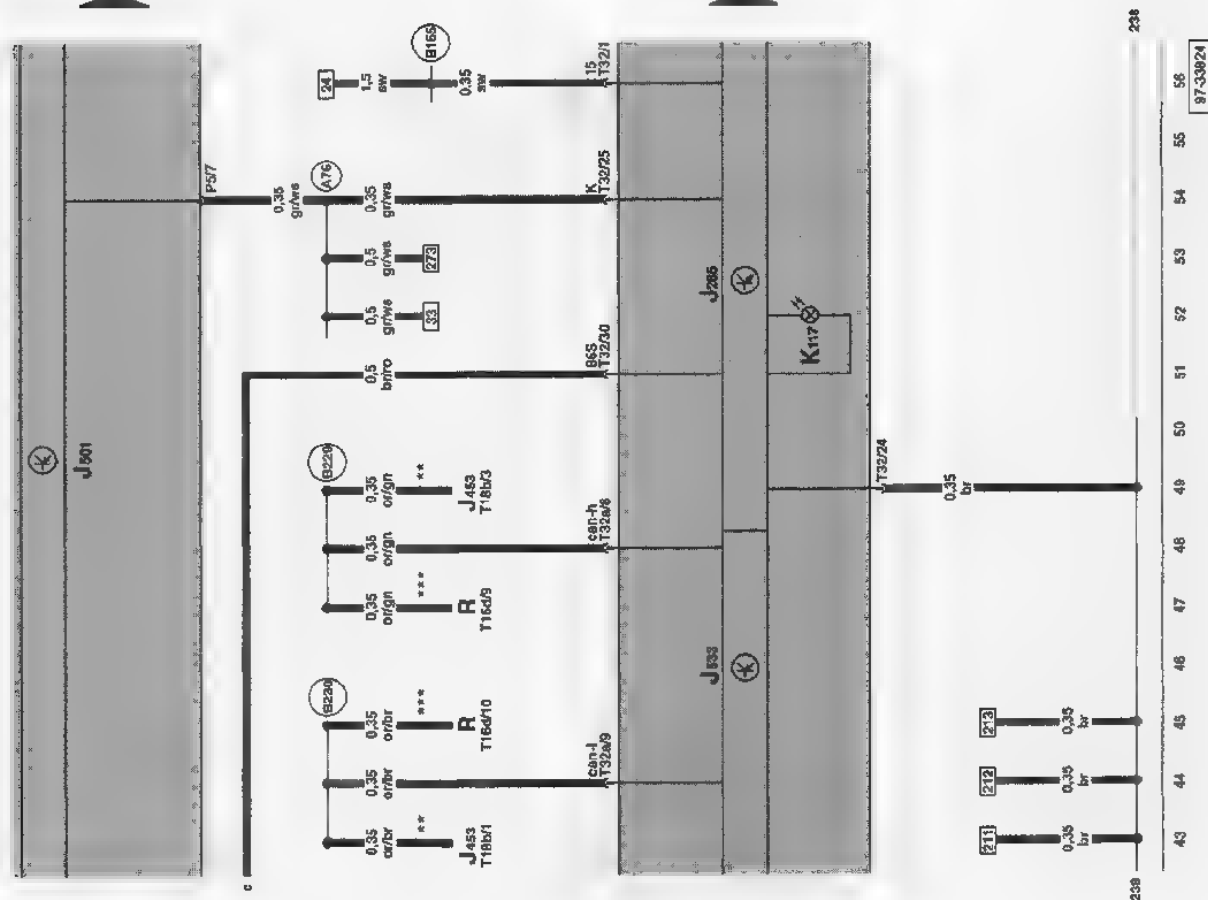 J501
P5/7
0,35
gr/ws
A76
0,35
gr/ws
K
T32/25
0,5
gr/ws
273
0,5
gr/ws
33
24
1,5
sw
B165
0,35
sw
15
T32/1
c
0,5
br/ro
86S
T32/30
B229
0,35
or/gn
**
J453
T18b/3
0,35
or/gn
can-h
T32a/8
0,35
or/gn
***
R
T16d/9
B230
0,35
or/br
***
R
T16d/10
0,35
or/br
can-l
T32a/9
0,35
or/br
**
J453
T18b/1
J533
J285
K117
T32/24
0,35
br
211
0,35
br
212
0,35
br
213
0,35
br
239
238
43 44 45 46 47 48 49 50 51 52 53 54 55 56
97-33824